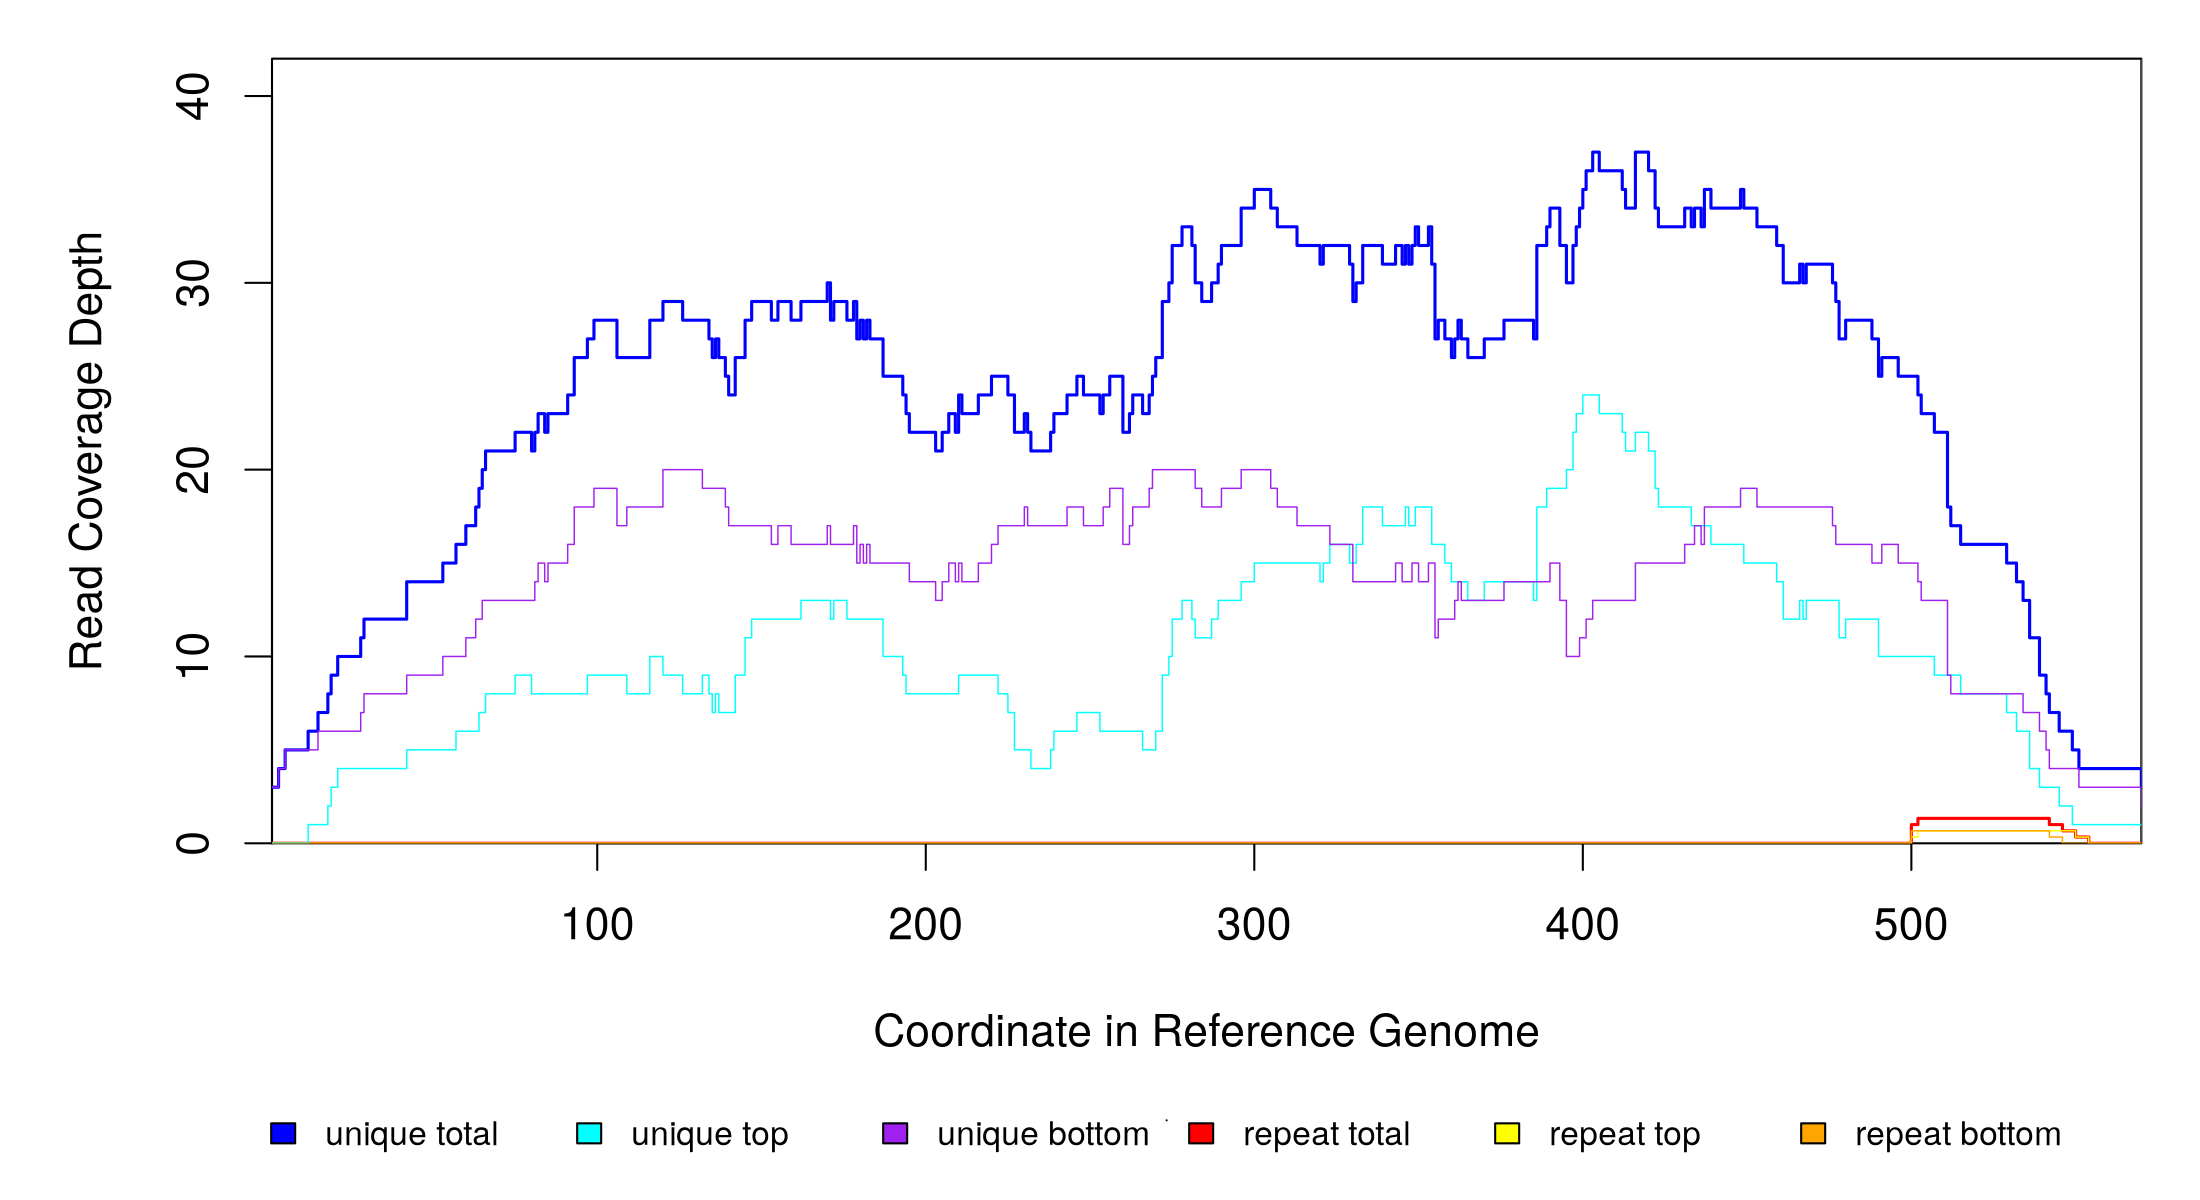 40
30
20
10
0
Read Coverage Depth
100 200 300 400 500
Coordinate in Reference Genome
unique total unique top unique bottom repeat total repeat top repeat bottom